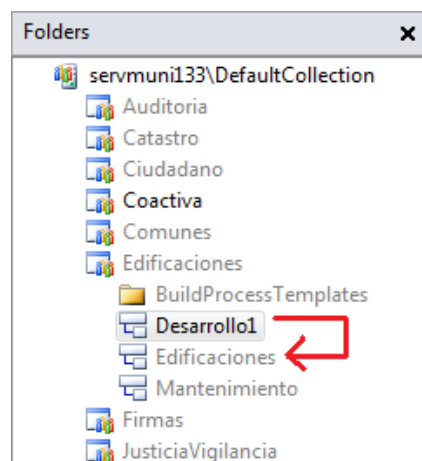 Folders
servmuni133\DefaultCollection
Auditoria
Catastro
Ciudadano
Coactiva
Comunes
Edificaciones
BuildProcessTemplates
Desarrollo1
Edificaciones
Mantenimiento
Firmas
JusticiaVigilancia